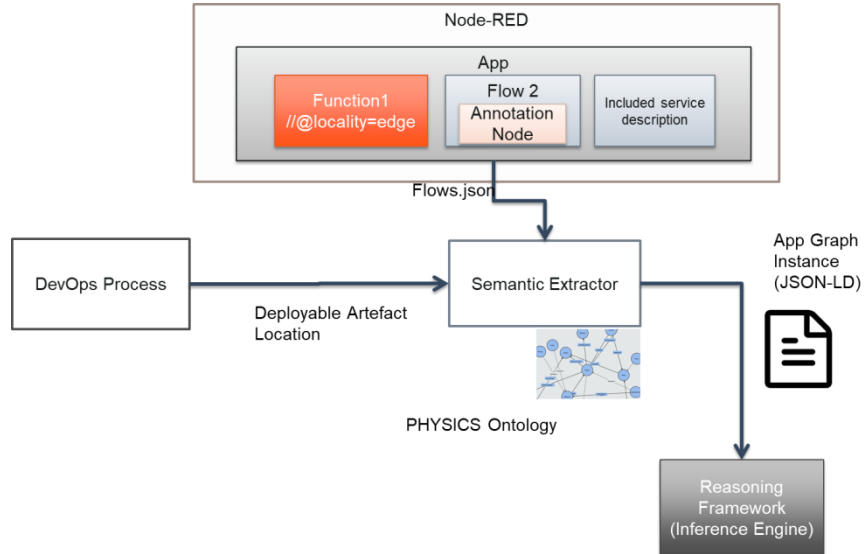 Node-RED
App
Function1
//@locality=edge
Flow 2
Annotation
Node
Included service
description
Flows.json
DevOps Process
Deployable Artefact
Location
Semantic Extractor
App Graph
Instance
(JSON-LD)
PHYSICS Ontology
Reasoning
Framework
(Inference Engine)